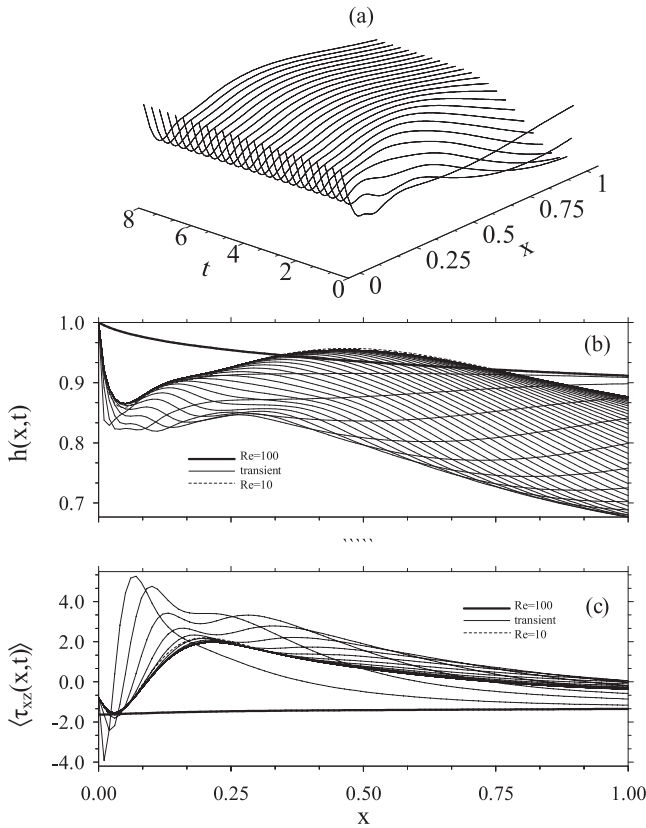 (a)
8
6
4
2
0
t
0
0.25
0.5
0.75
1
x
(b)
1.0
0.9
0.8
0.7
h(x,t)
Re=100
transient
Re=10
`````
(c)
4.0
2.0
0.0
-2.0
-4.0
⟨τxz(x,t)⟩
Re=100
transient
Re=10
0.00 0.25 0.50 0.75 1.00
x